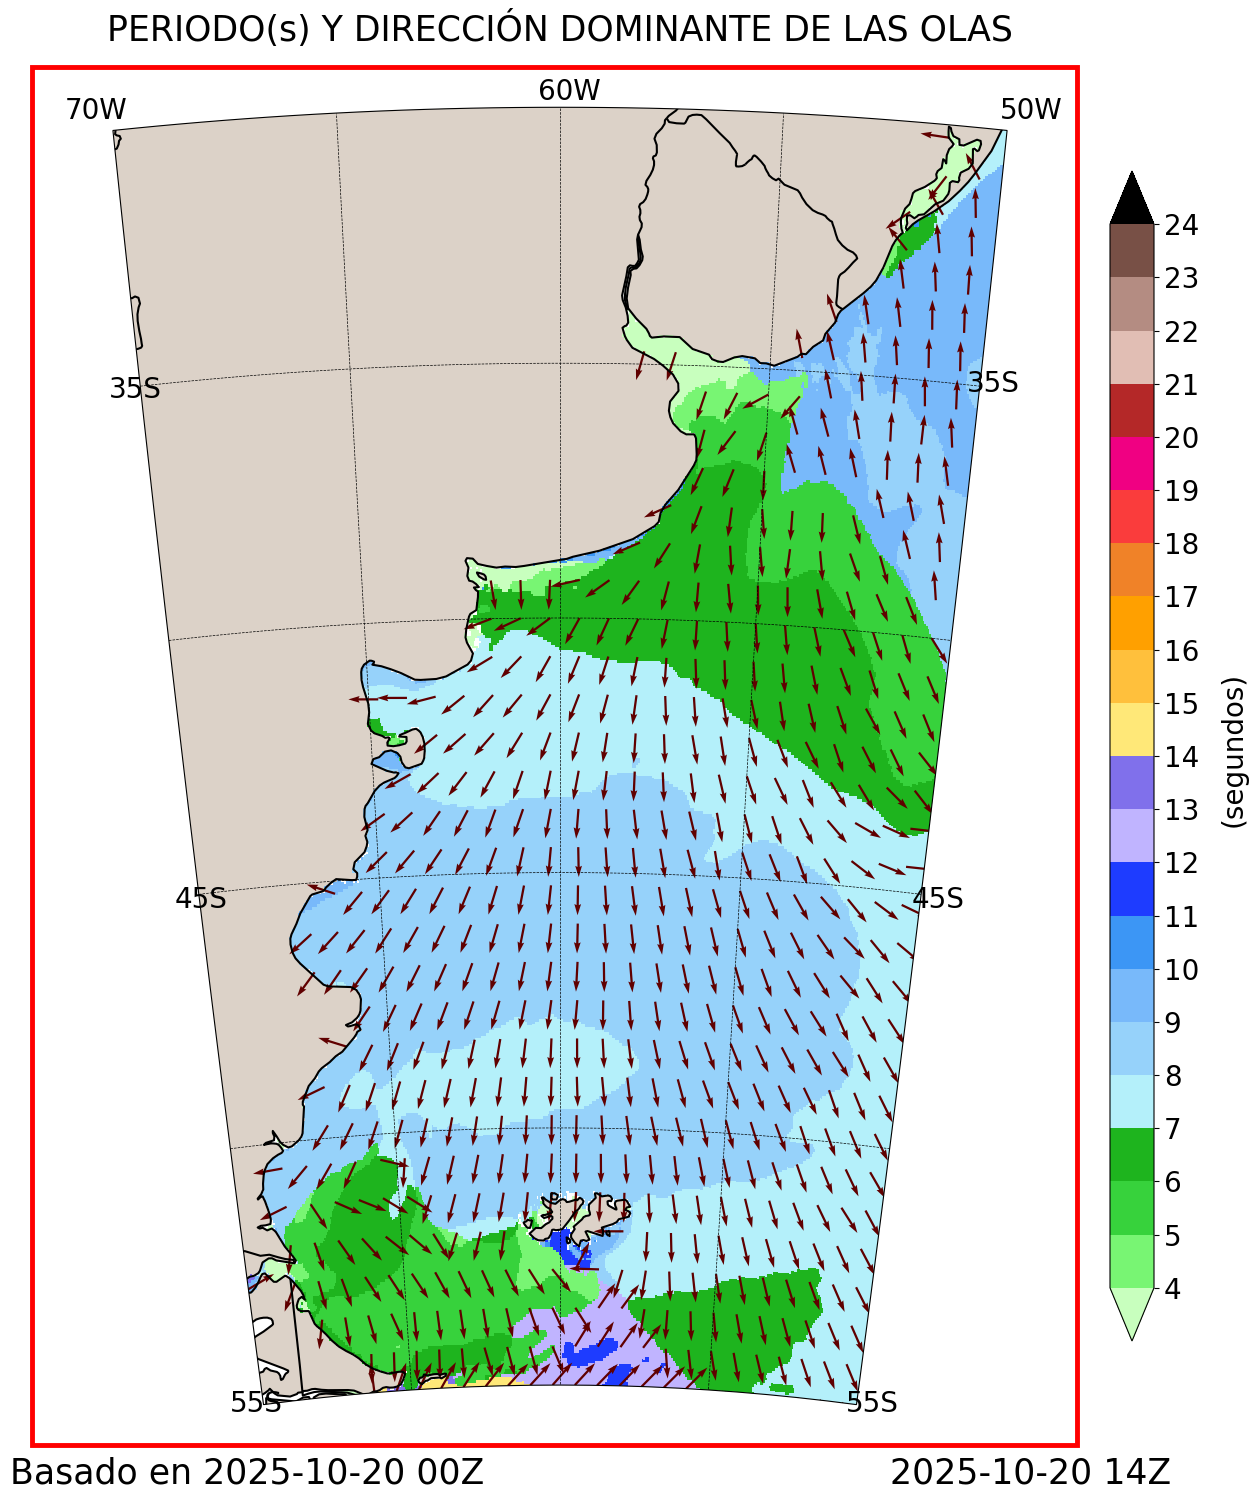 PERIODO(s) Y DIRECCIÓN DOMINANTE DE LAS OLAS
70W
60W
50W
35S
35S
45S
45S
55S
55S
24
23
22
21
20
19
18
17
16
15
14
13
12
11
10
9
8
7
6
5
4
(segundos)
Basado en 2025-10-20 00Z
2025-10-20 14Z